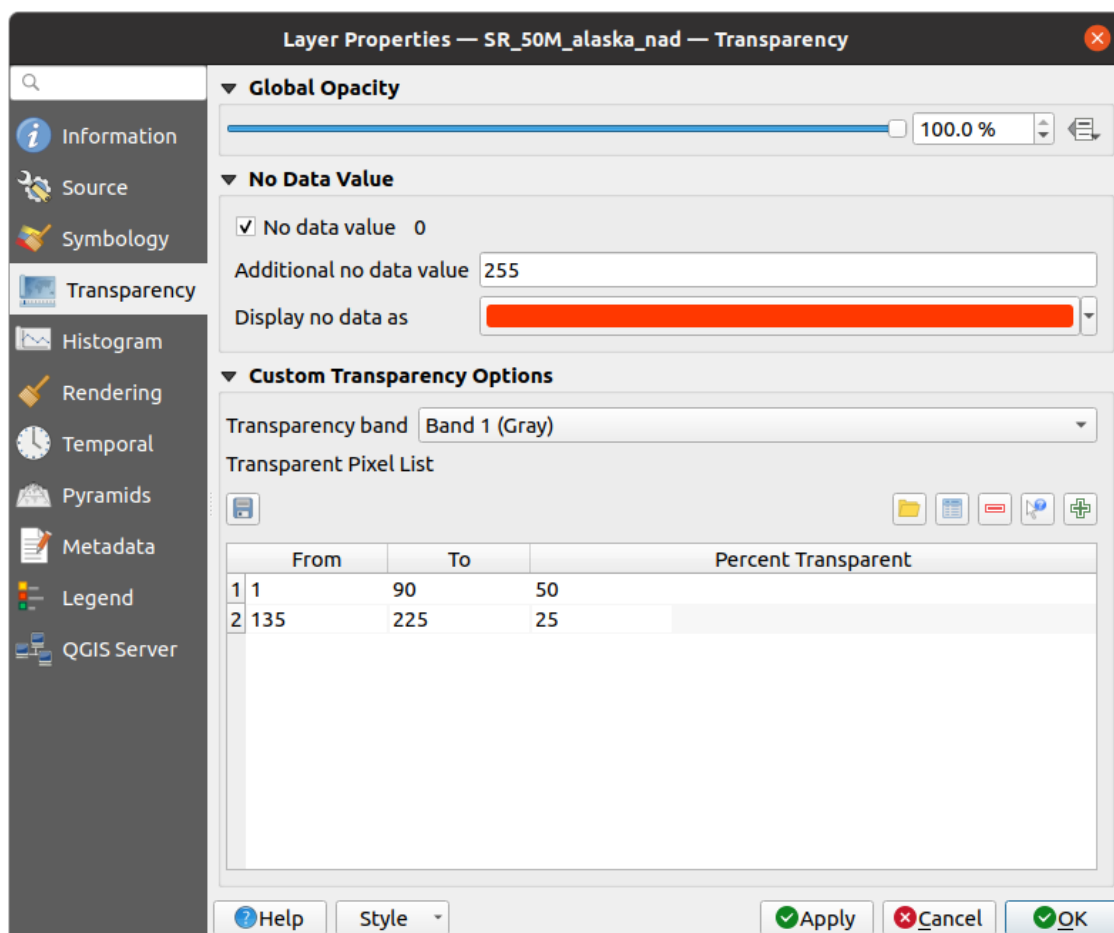 Layer Properties — SR_50M_alaska_nad — Transparency
Information
Source
Symbology
Transparency
Histogram
Rendering
Temporal
Pyramids
Metadata
Legend
QGIS Server
Global Opacity
100.0 %
No Data Value
No data value 0
Additional no data value 255
Display no data as
Custom Transparency Options
Transparency band Band 1 (Gray)
Transparent Pixel List
From To Percent Transparent
1 1 90 50
2 135 225 25
Help Style Apply Cancel OK